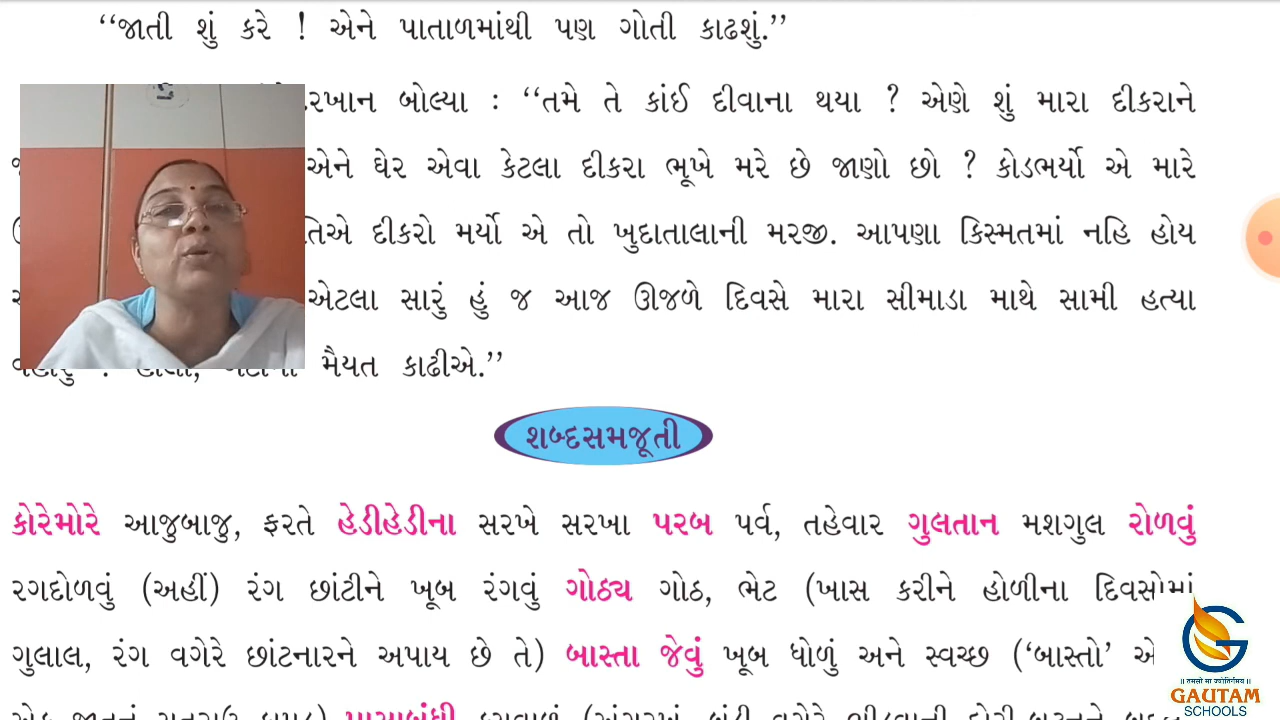 “જાતી શું કરે ! એને પાતાળમાંથી પણ ગોતી કાઢશું.”
બોલ્યા : “તમે તે કાંઈ દીવાના થયા ? એણે શું મારા દીકરાને
એને ઘેર એવા કેટલા દીકરા ભૂખે મરે છે જાણો છો ? કોડભર્યો એ મારે
દીકરો મર્યો એ તો ખુદાતાલાની મરજી. આપણા કિસ્મતમાં નહિ હોય
એટલા સારું હું જ આજ ઊજળે દિવસે મારા સીમાડા માથે સામી હત્યા
મૈયત કાઢીએ.”
શબ્દસમજૂતી
કોરેમોરે આજુબાજુ, ફરતે હેડીહેડીના સરખે સરખા પરબ પર્વ, તહેવાર ગુલતાન મશગુલ રોળવું
રગદોળવું (અહીં) રંગ છાંટીને ખૂબ રંગવું ગોઠ્ય ગોઠ, ભેટ (ખાસ કરીને હોળીના દિવસોમાં
ગુલાલ, રંગ વગેરે છાંટનારને અપાય છે તે) બાસ્તા જેવું ખૂબ ધોળું અને સ્વચ્છ (‘બાસ્તો’ એ
|| તમસો મા જ્યોતિર્ગમય ||
GAUTAM
SCHOOLS